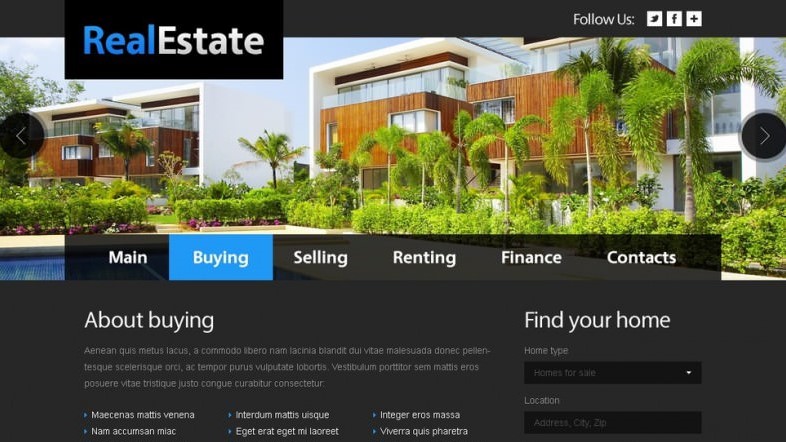 Follow Us:
RealEstate
Main Buying Selling Renting Finance Contacts
About buying
Aenean quis metus lacus, a commodo libero nam lacinia blandit dui vitae malesuada donec pellen-
tesque scelerisque orci, ac tempor purus vulputate lobortis. Vestibulum porttitor sem mattis eros
posuere vitae tristique justo congue curabitur consectetur:
Maecenas mattis venena
Interdum mattis uisque
Integer eros massa
Nam accumsan miac
Eget erat eget mi laoreet
Viverra quis pharetra
Find your home
Home type
Homes for sale
Location
Address, City, Zip